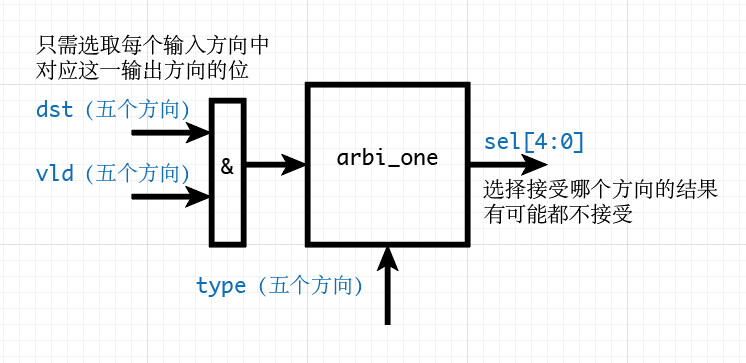 只需选取每个输入方向中
对应这一输出方向的位
dst (五个方向)
vld (五个方向)
&
arbi_one
sel[4:0]
选择接受哪个方向的结果
有可能都不接受
type (五个方向)